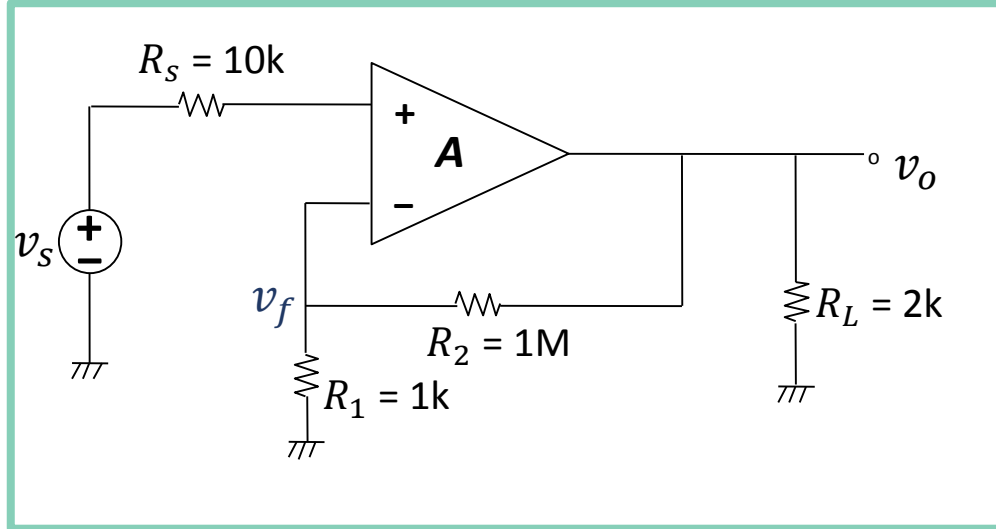 R_s = 10k
+
A
−
v_o
+
−
v_s
v_f
R_2 = 1M
R_L = 2k
R_1 = 1k